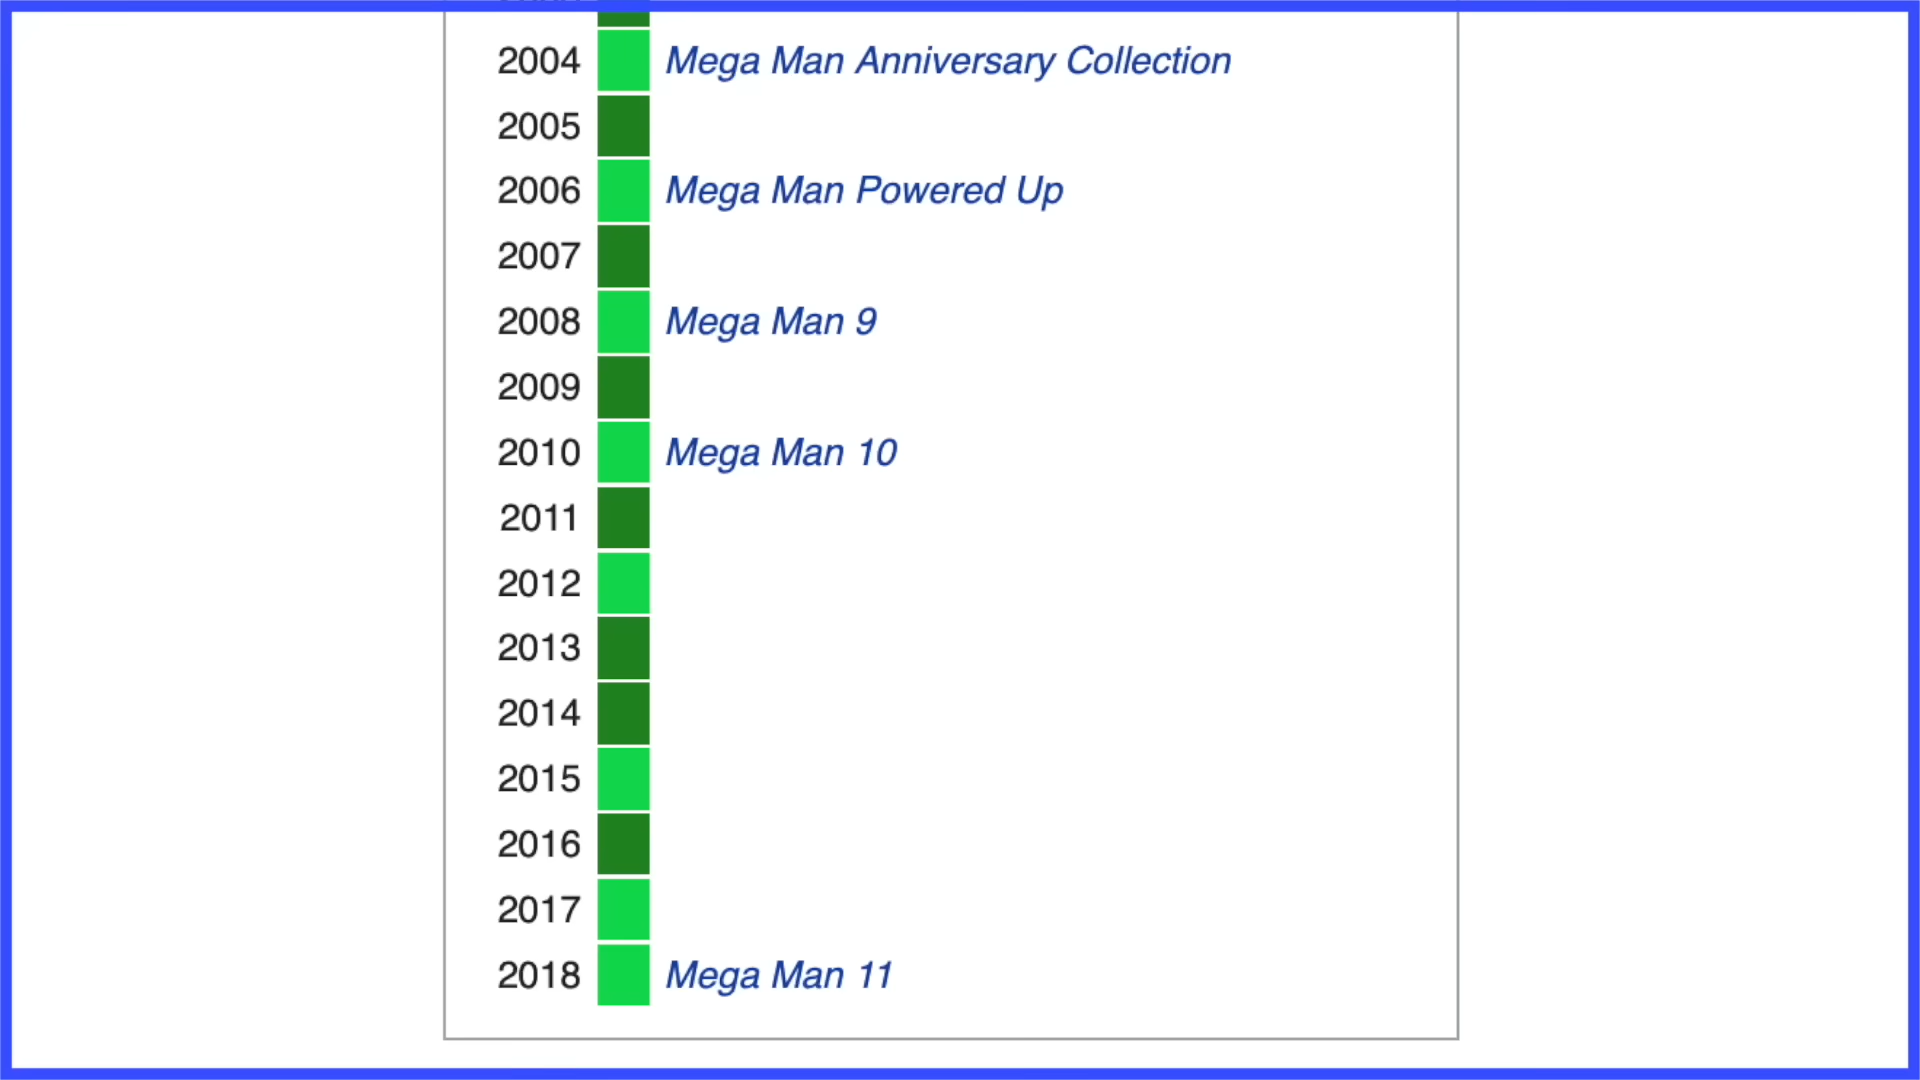 2004 Mega Man Anniversary Collection
2005
2006 Mega Man Powered Up
2007
2008 Mega Man 9
2009
2010 Mega Man 10
2011
2012
2013
2014
2015
2016
2017
2018 Mega Man 11